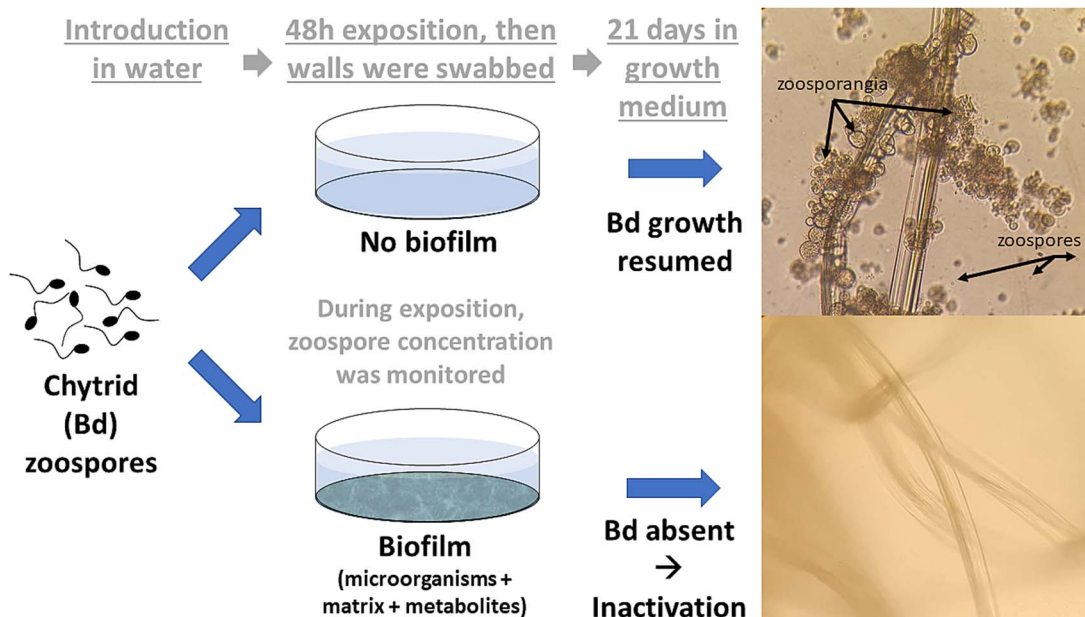 Introduction
in water
48h exposition, then
walls were swabbed
21 days in
growth
medium
zoosporangia
zoospores
No biofilm
Bd growth
resumed
During exposition,
zoospore concentration
was monitored
Chytrid
(Bd)
zoospores
Biofilm
(microorganisms +
matrix + metabolites)
Bd absent
→
Inactivation